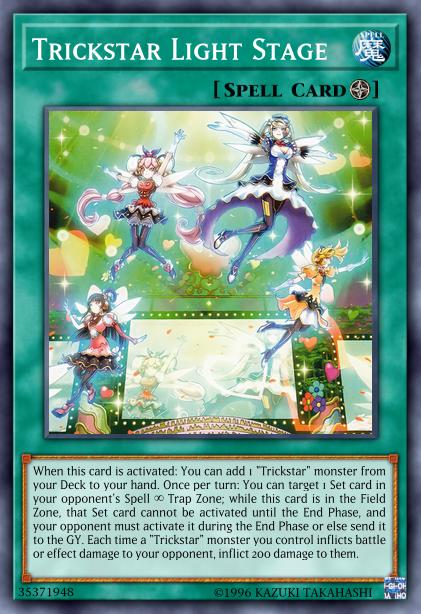 Trickstar Light Stage
SPELL
魔
[Spell Card]
When this card is activated: You can add 1 "Trickstar" monster from
your Deck to your hand. Once per turn: You can target 1 Set card in
your opponent's Spell ∞ Trap Zone; while this card is in the Field
Zone, that Set card cannot be activated until the End Phase, and
your opponent must activate it during the End Phase or else send it
to the GY. Each time a "Trickstar" monster you control inflicts battle
or effect damage to your opponent, inflict 200 damage to them.
35371948
©1996 KAZUKI TAKAHASHI